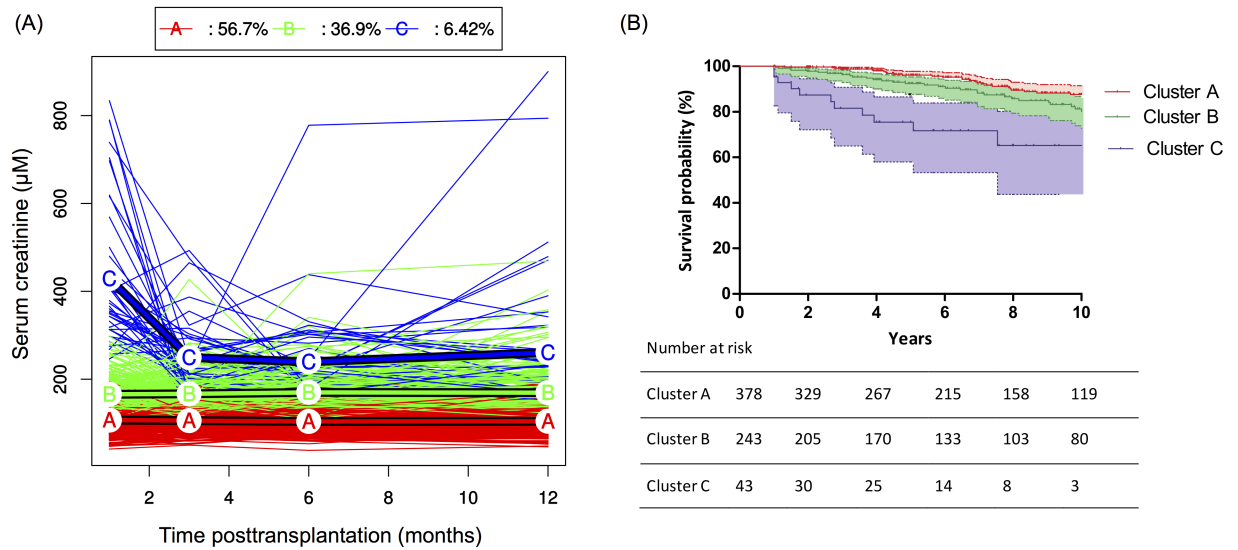 (A)
A : 56.7% B : 36.9% C : 6.42%
Serum creatinine (μM)
800
600
400
200
C
C
C
C
B
B
B
B
A
A
A
A
2 4 6 8 10 12
Time posttransplantation (months)
(B)
Survival probability (%)
100
80
60
40
20
0
0 2 4 6 8 10
Years
Cluster A
Cluster B
Cluster C
Number at risk
Cluster A 378 329 267 215 158 119
Cluster B 243 205 170 133 103 80
Cluster C 43 30 25 14 8 3